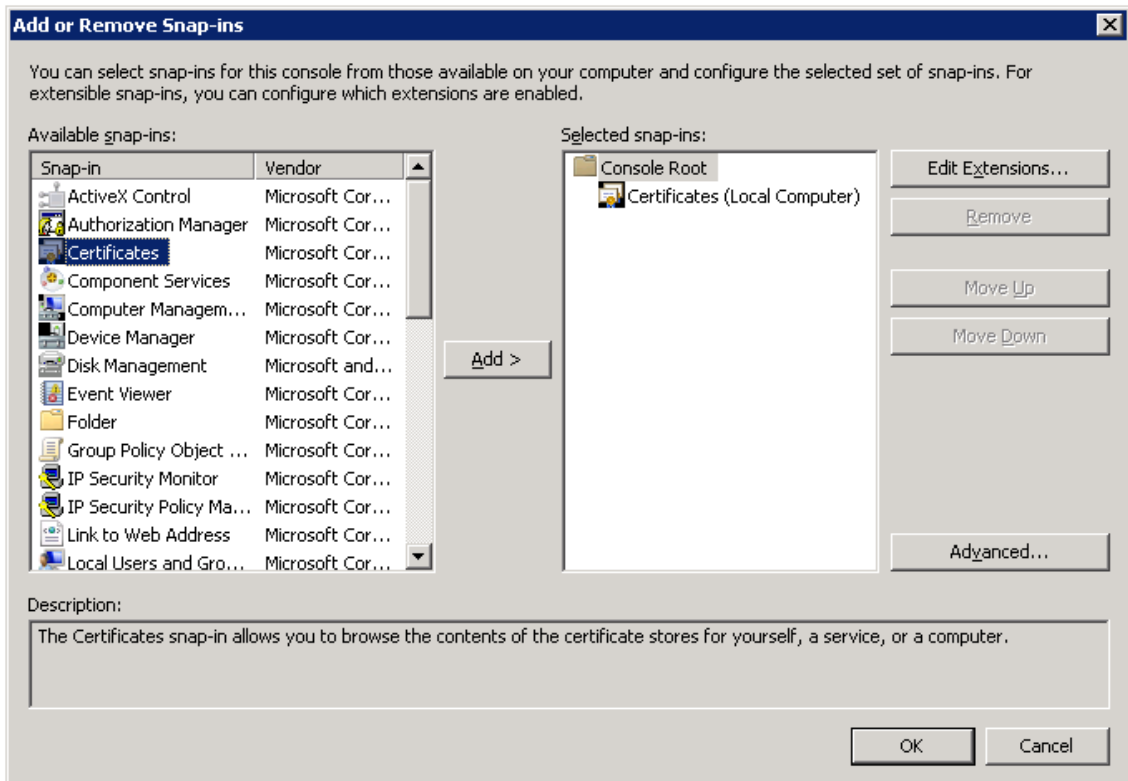 Add or Remove Snap-ins
You can select snap-ins for this console from those available on your computer and configure the selected set of snap-ins. For
extensible snap-ins, you can configure which extensions are enabled.
Available snap-ins:
Selected snap-ins:
Snap-in Vendor
ActiveX Control Microsoft Cor...
Authorization Manager Microsoft Cor...
Certificates Microsoft Cor...
Component Services Microsoft Cor...
Computer Managem... Microsoft Cor...
Device Manager Microsoft Cor...
Disk Management Microsoft and...
Event Viewer Microsoft Cor...
Folder Microsoft Cor...
Group Policy Object ... Microsoft Cor...
IP Security Monitor Microsoft Cor...
IP Security Policy Ma... Microsoft Cor...
Link to Web Address Microsoft Cor...
Local Users and Gro... Microsoft Cor...
Add >
Console Root
Certificates (Local Computer)
Edit Extensions...
Remove
Move Up
Move Down
Advanced...
Description:
The Certificates snap-in allows you to browse the contents of the certificate stores for yourself, a service, or a computer.
OK
Cancel